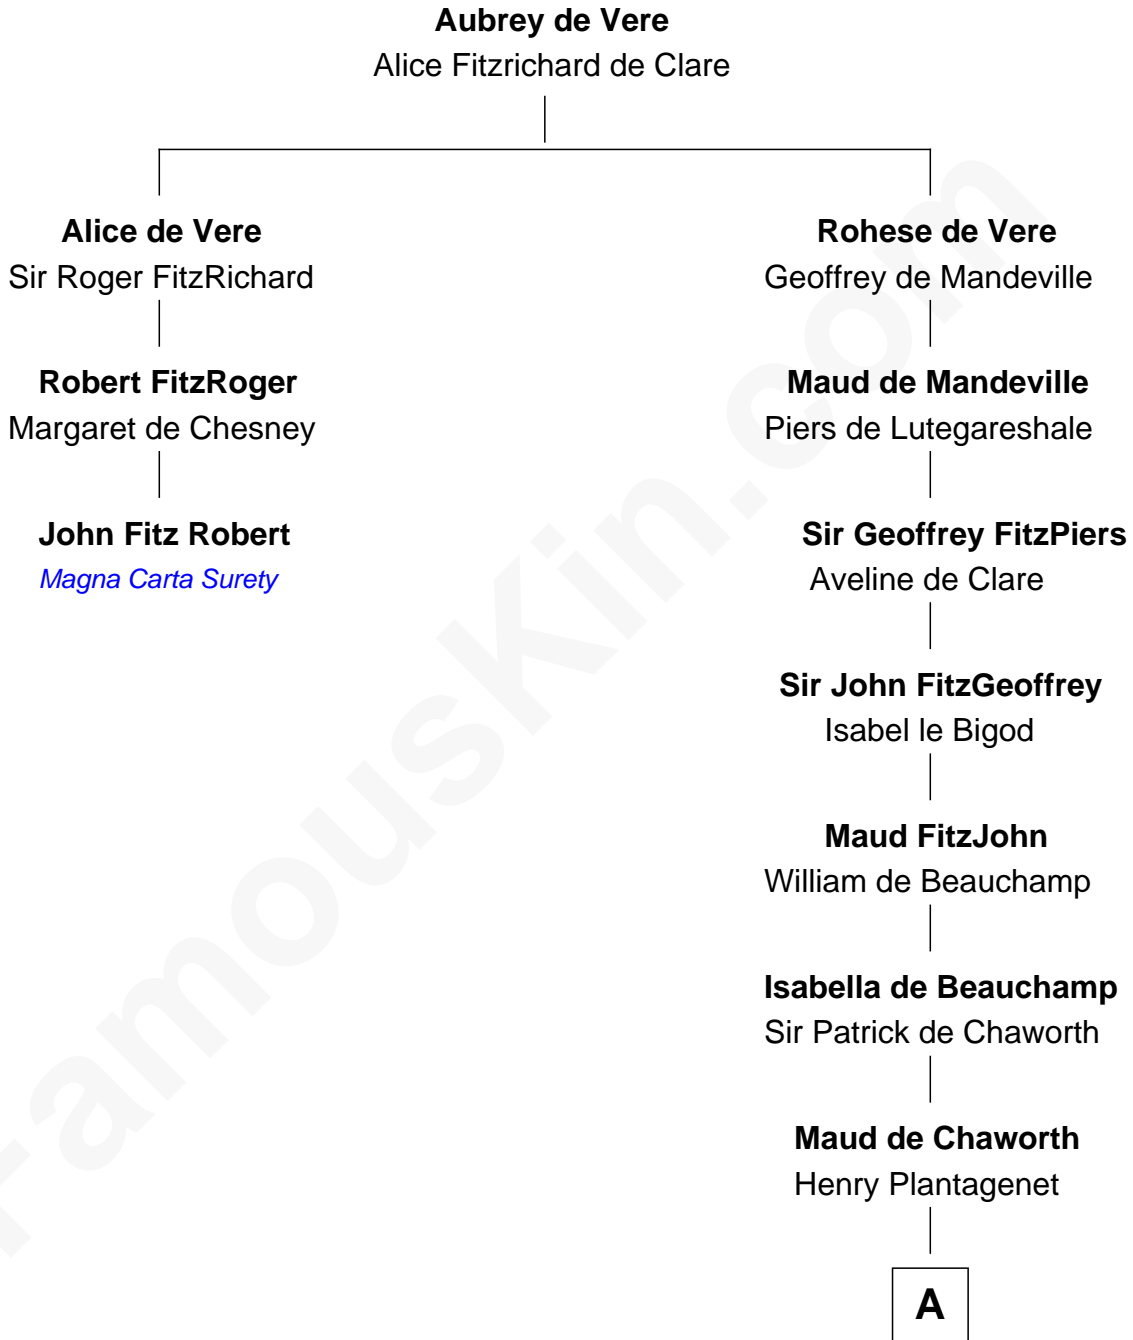 Aubrey de Vere
Alice Fitzrichard de Clare
Alice de Vere
Sir Roger FitzRichard
Rohese de Vere
Geoffrey de Mandeville
Robert FitzRoger
Margaret de Chesney
Maud de Mandeville
Piers de Lutegareshale
John Fitz Robert
Magna Carta Surety
Sir Geoffrey FitzPiers
Aveline de Clare
Sir John FitzGeoffrey
Isabel le Bigod
Maud FitzJohn
William de Beauchamp
Isabella de Beauchamp
Sir Patrick de Chaworth
Maud de Chaworth
Henry Plantagenet
A
FamousKin.com